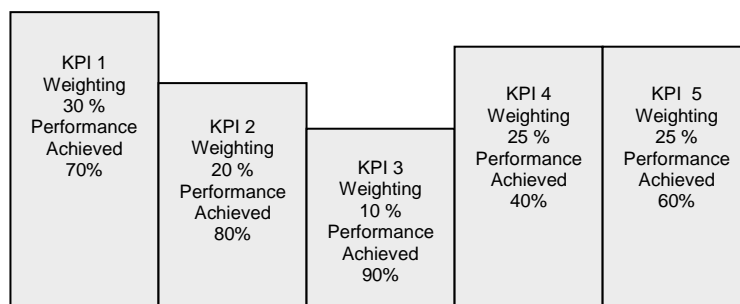 KPI 1
Weighting
30 %
Performance
Achieved
70%
KPI 2
Weighting
20 %
Performance
Achieved
80%
KPI 3
Weighting
10 %
Performance
Achieved
90%
KPI 4
Weighting
25 %
Performance
Achieved
40%
KPI  5
Weighting
25 %
Performance
Achieved
60%